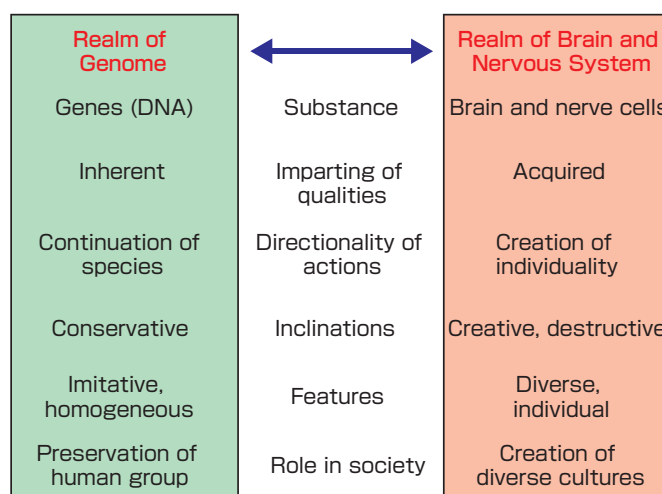 Realm of
Genome
Realm of Brain and
Nervous System
Genes (DNA)
Substance
Brain and nerve cells
Inherent
Imparting of
qualities
Acquired
Continuation of
species
Directionality of
actions
Creation of
individuality
Conservative
Inclinations
Creative, destructive
Imitative,
homogeneous
Features
Diverse,
individual
Preservation of
human group
Role in society
Creation of
diverse cultures